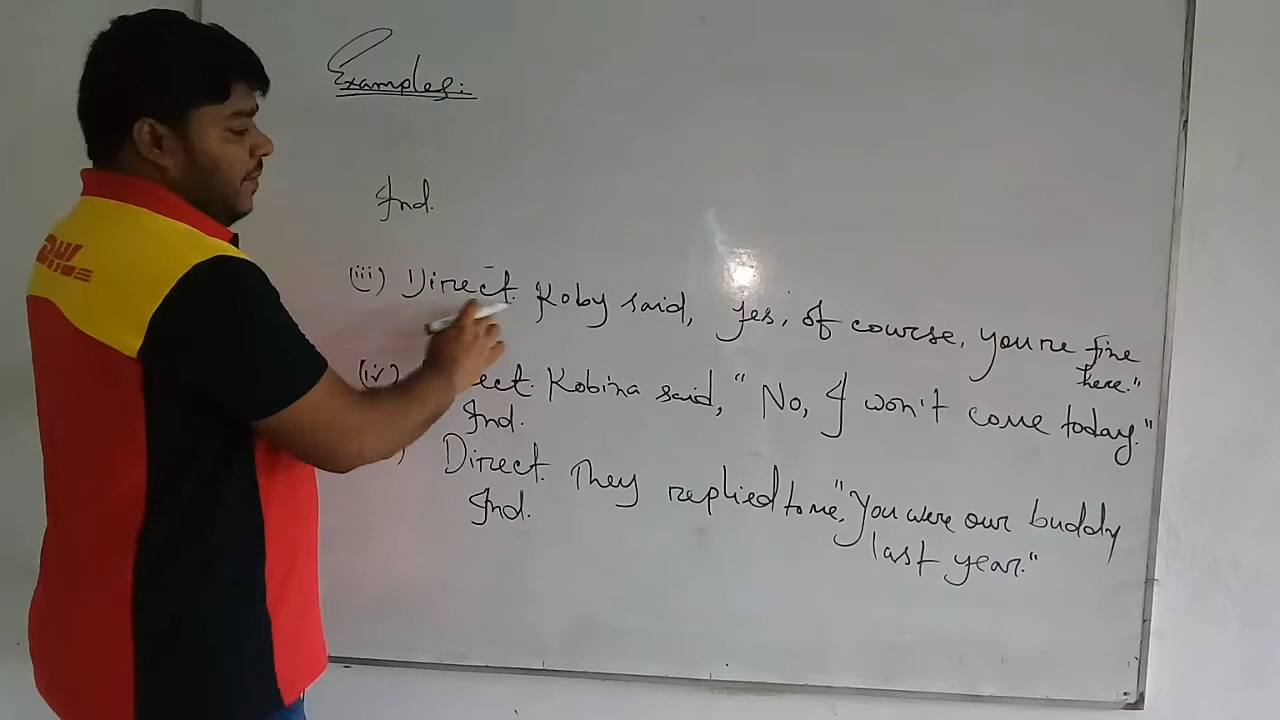 Examples:
Ind.
DHL
(iii) Direct. Koby said, yes, of course, you're fine
here."
(iv) Kobina said, "No, I won't come today."
Ind.
Direct. They replied to me, "You were our buddy
last year."
Ind.